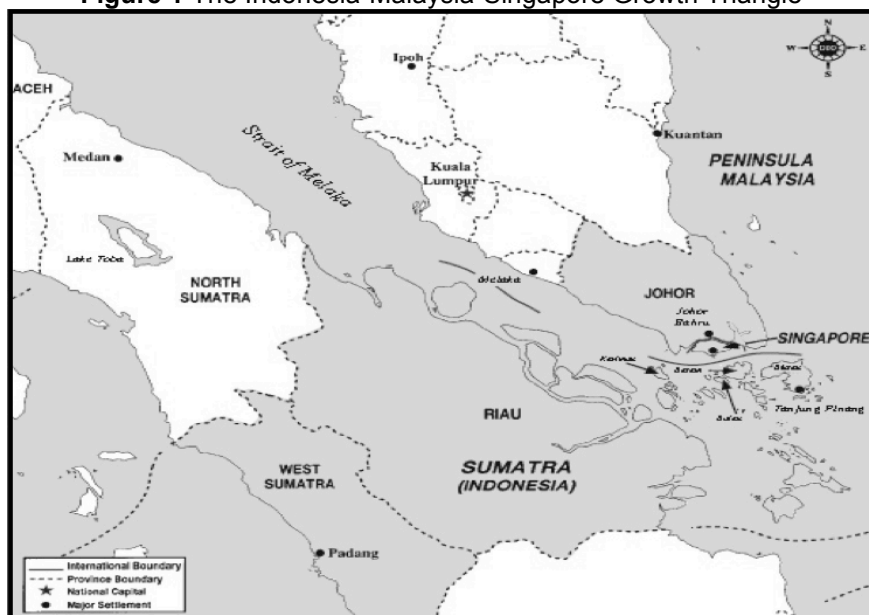 Figure 1 The Indonesia-Malaysia-Singapore Growth Triangle
N
W
E
S
Ipoh
ACEH
Kuantan
Medan
Strait of Melaka
Kuala
Lumpur
PENINSULA
MALAYSIA
Lake Toba
NORTH
SUMATRA
Melaka
JOHOR
Johor
Bahru
SINGAPORE
Karimun
Batam
Bintan
Tanjung Pinang
RIAU
WEST
SUMATRA
SUMATRA
(INDONESIA)
Padang
International Boundary
Province Boundary
National Capital
Major Settlement